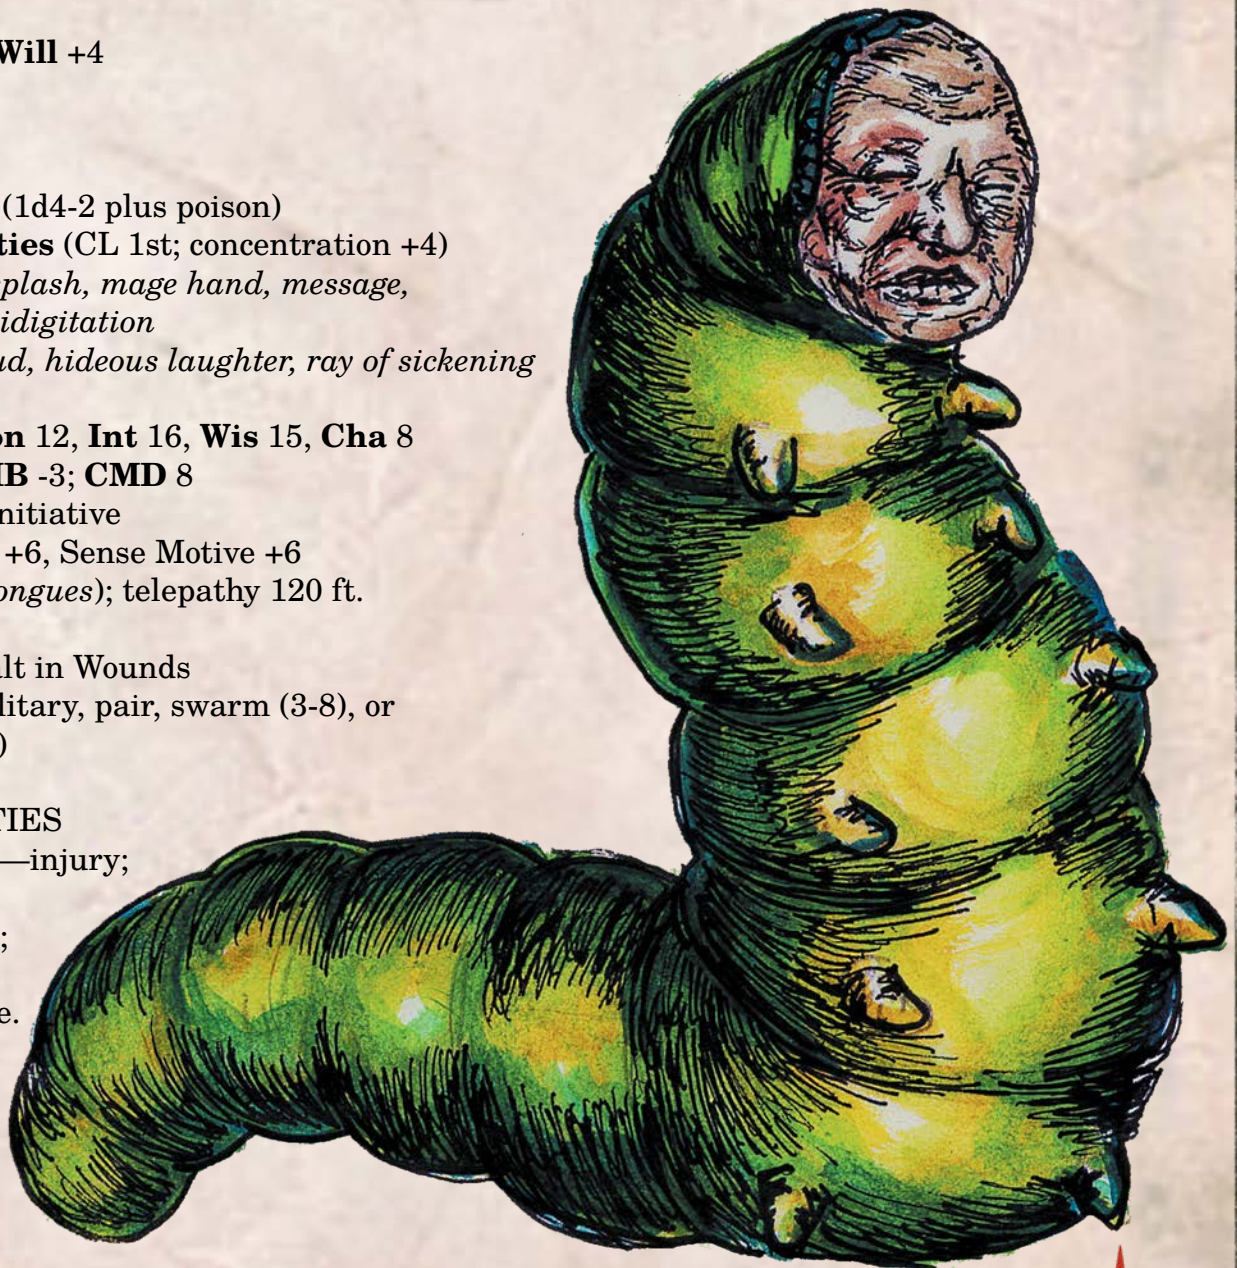 Will +4
(1d4-2 plus poison)
ties (CL 1st; concentration +4)
plash, mage hand, message,
idigitation
ud, hideous laughter, ray of sickening
on 12, Int 16, Wis 15, Cha 8
IB -3; CMD 8
nitiative
+6, Sense Motive +6
ongues); telepathy 120 ft.
alt in Wounds
litary, pair, swarm (3-8), or
)
TIES
—injury;
;
e.